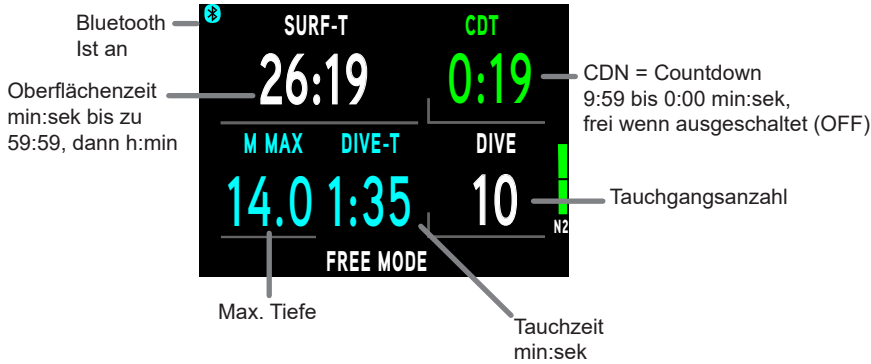 Bluetooth
Ist an
Oberflächenzeit
min:sek bis zu
59:59, dann h:min
SURF-T
26:19
CDT
0:19
CDN = Countdown
9:59 bis 0:00 min:sek,
frei wenn ausgeschaltet (OFF)
M MAX
14.0
DIVE-T
1:35
DIVE
10
N2
Tauchgangsanzahl
FREE MODE
Max. Tiefe
Tauchzeit
min:sek